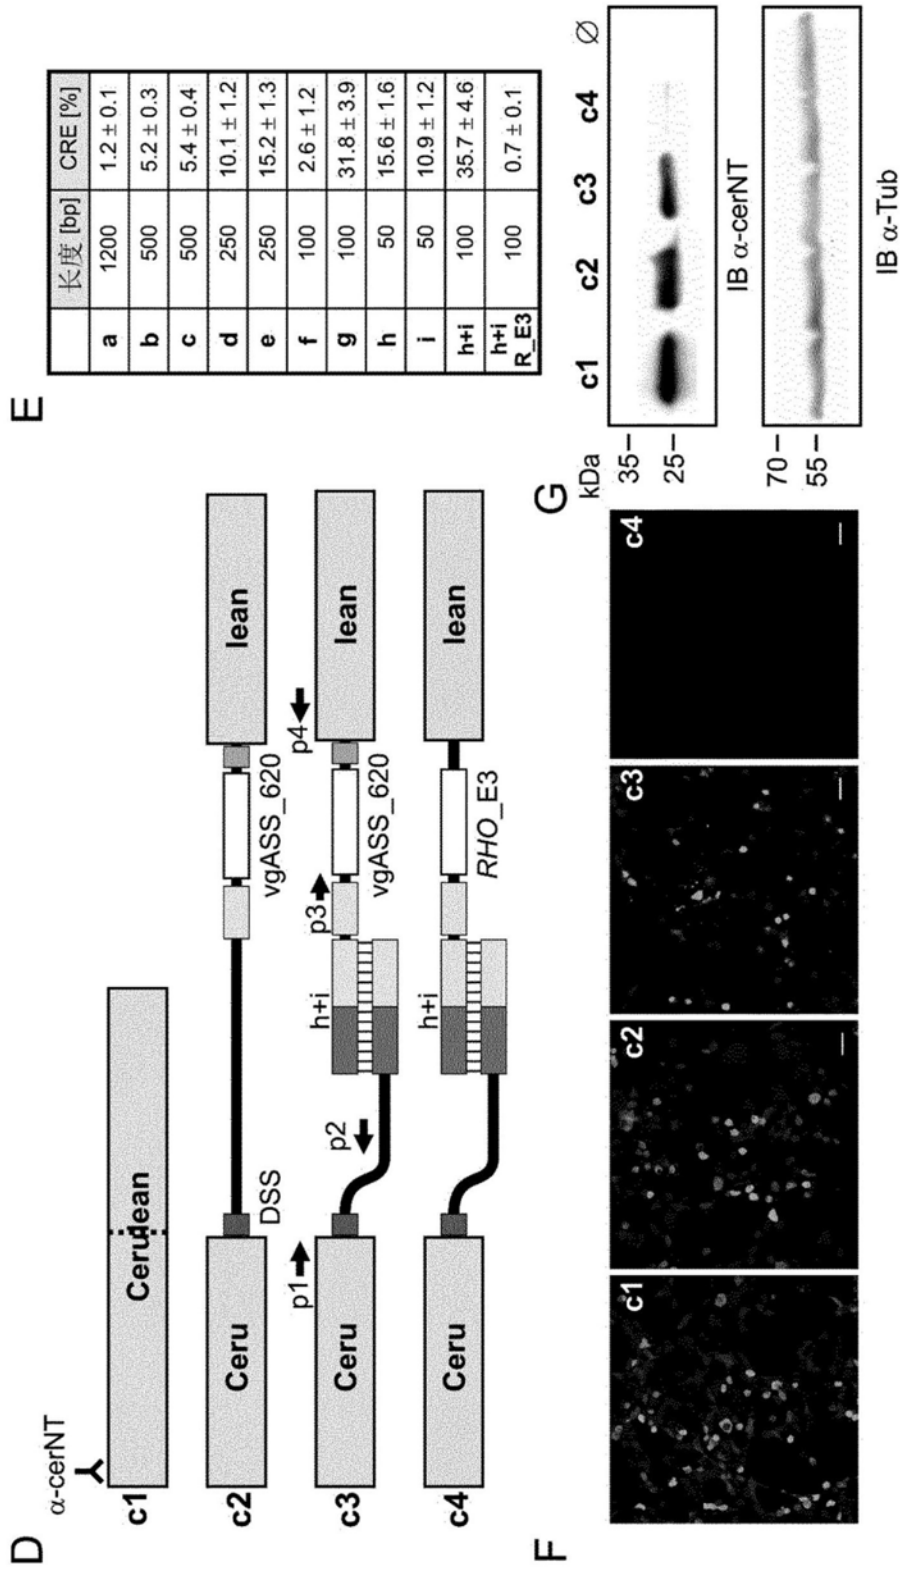 D
α-cerNT
c1
Cerulean
c2
Ceru
DSS
vgASS_620
lean
c3
p1
Ceru
p2
h+i
p3
vgASS_620
p4
lean
c4
Ceru
h+i
RHO_E3
lean
E
长度 [bp] CRE [%]
a 1200 1.2 ± 0.1
b 500 5.2 ± 0.3
c 500 5.4 ± 0.4
d 250 10.1 ± 1.2
e 250 15.2 ± 1.3
f 100 2.6 ± 1.2
g 100 31.8 ± 3.9
h 50 15.6 ± 1.6
i 50 10.9 ± 1.2
h+i 100 35.7 ± 4.6
h+i R_E3 100 0.7 ± 0.1
F
c1
c2
c3
c4
G
kDa c1 c2 c3 c4 Ø
35
25
IB α-cerNT
70
55
IB α-Tub